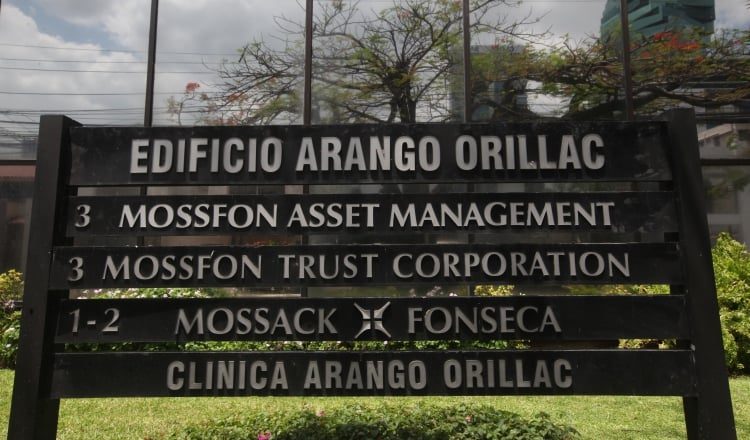 EDIFICIO ARANGO ORILLAC
3 MOSSFON ASSET MANAGEMENT
3 MOSSFON TRUST CORPORATION
1-2 MOSSACK FONSECA
CLINICA ARANGO ORILLAC